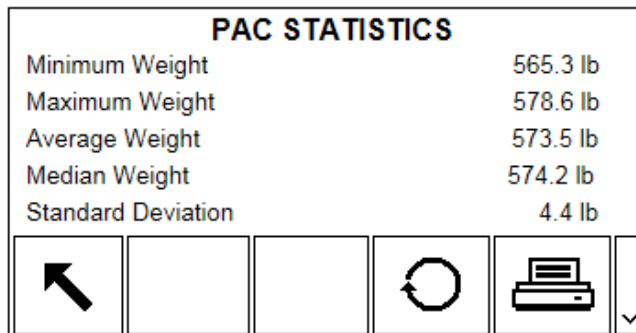 PAC STATISTICS
Minimum Weight 565.3 lb
Maximum Weight 578.6 lb
Average Weight 573.5 lb
Median Weight 574.2 lb
Standard Deviation 4.4 lb